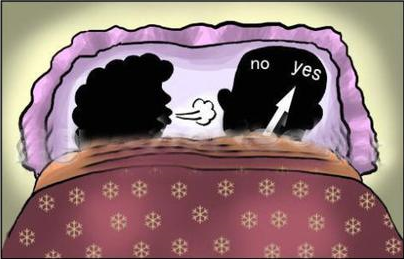 no yes